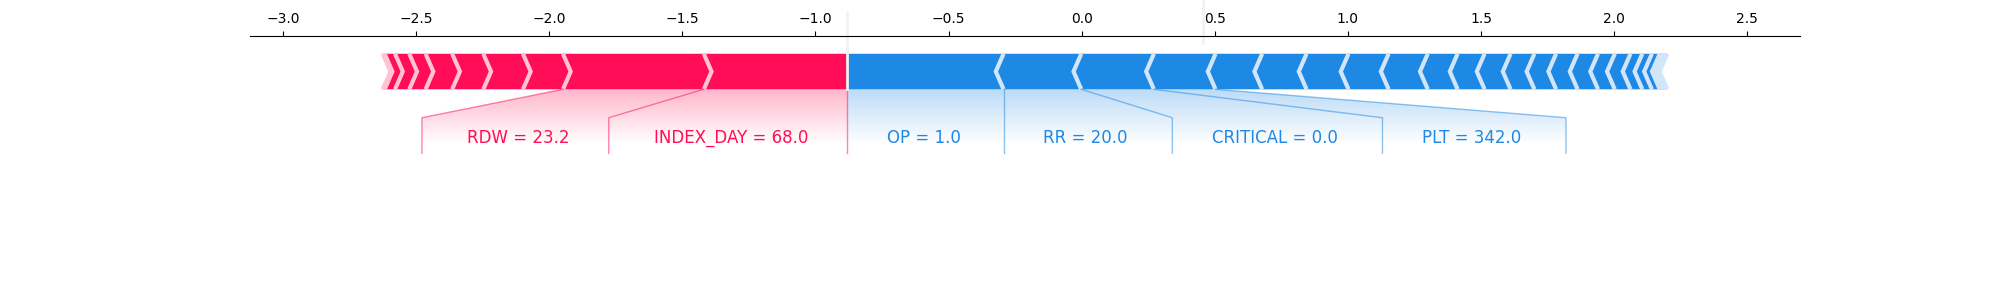 −3.0 −2.5 −2.0 −1.5 −1.0 −0.5 0.0 0.5 1.0 1.5 2.0 2.5
RDW = 23.2 INDEX_DAY = 68.0 OP = 1.0 RR = 20.0 CRITICAL = 0.0 PLT = 342.0